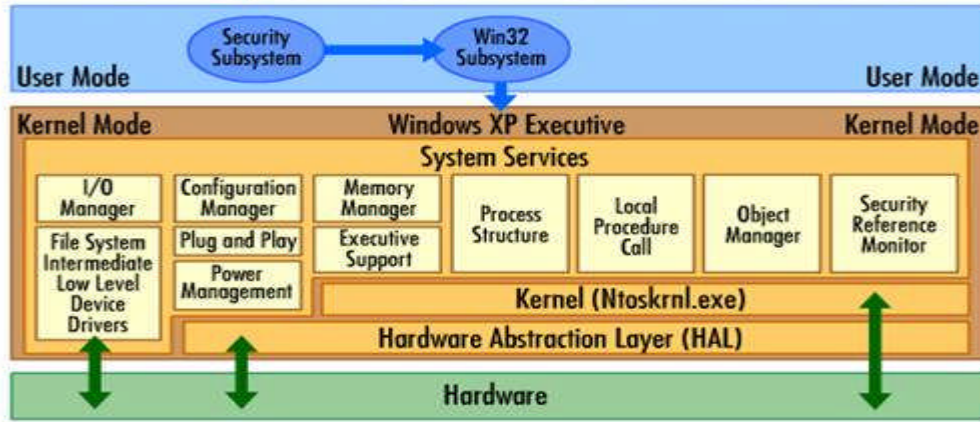 Security
Subsystem
Win32
Subsystem
User Mode
User Mode
Kernel Mode
Windows XP Executive
Kernel Mode
System Services
I/O
Manager
File System
Intermediate
Low Level
Device
Drivers
Configuration
Manager
Plug and Play
Power
Management
Memory
Manager
Executive
Support
Process
Structure
Local
Procedure
Call
Object
Manager
Security
Reference
Monitor
Kernel (Ntoskrnl.exe)
Hardware Abstraction Layer (HAL)
Hardware